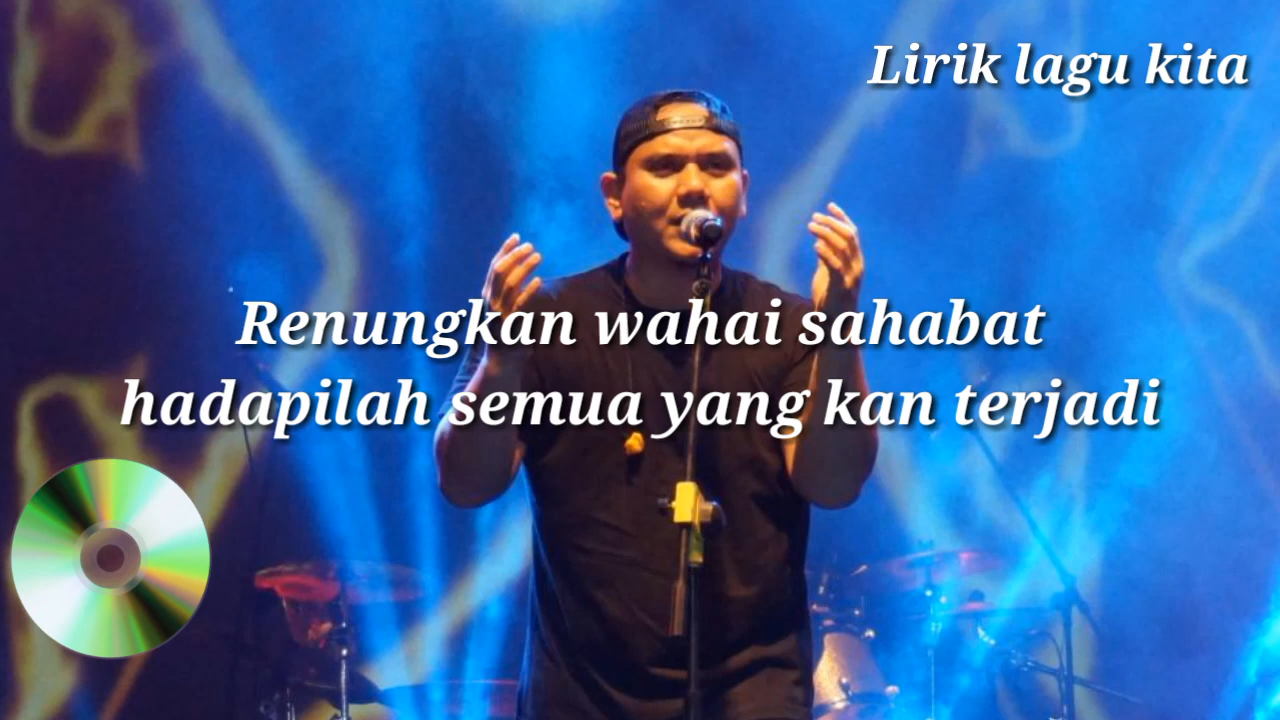 Lirik lagu kita
Renungkan wahai sahabat
hadapilah semua yang kan terjadi